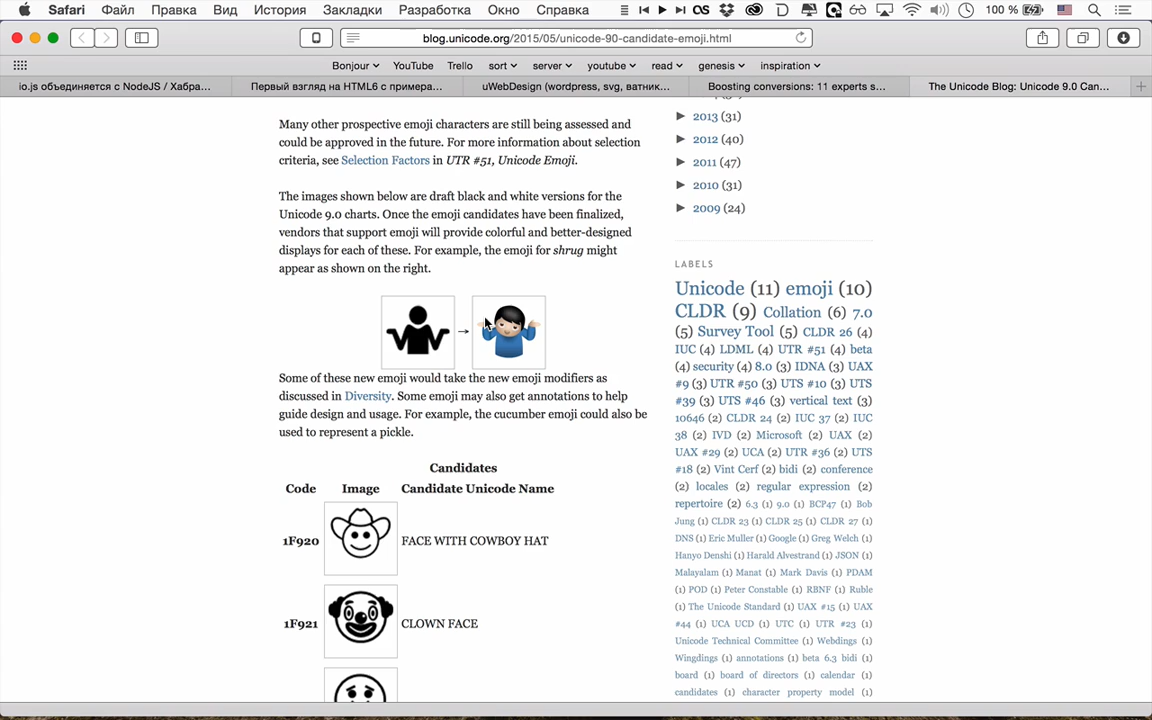 Safari Файл Правка Вид История Закладки Разработка Окно Справка 100 %
blog.unicode.org/2015/05/unicode-90-candidate-emoji.html
Bonjour YouTube Trello sort server youtube read genesis inspiration
io.js объединяется с NodeJS / Хабра... Первый взгляд на HTML6 с примера... uWebDesign (wordpress, svg, ватник... Boosting conversions: 11 experts s... The Unicode Blog: Unicode 9.0 Can...
Many other prospective emoji characters are still being assessed and
could be approved in the future. For more information about selection
criteria, see Selection Factors in UTR #51, Unicode Emoji.
The images shown below are draft black and white versions for the
Unicode 9.0 charts. Once the emoji candidates have been finalized,
vendors that support emoji will provide colorful and better-designed
displays for each of these. For example, the emoji for shrug might
appear as shown on the right.
→
Some of these new emoji would take the new emoji modifiers as
discussed in Diversity. Some emoji may also get annotations to help
guide design and usage. For example, the cucumber emoji could also be
used to represent a pickle.
Candidates
Code Image Candidate Unicode Name
1F920 FACE WITH COWBOY HAT
1F921 CLOWN FACE
► 2013 (31)
► 2012 (40)
► 2011 (47)
► 2010 (31)
► 2009 (24)
LABELS
Unicode (11) emoji (10)
CLDR (9) Collation (6) 7.0
(5) Survey Tool (5) CLDR 26 (4)
IUC (4) LDML (4) UTR #51 (4) beta
(4) security (4) 8.0 (3) IDNA (3) UAX
#9 (3) UTR #50 (3) UTS #10 (3) UTS
#39 (3) UTS #46 (3) vertical text (3)
10646 (2) CLDR 24 (2) IUC 37 (2) IUC
38 (2) IVD (2) Microsoft (2) UAX (2)
UAX #29 (2) UCA (2) UTR #36 (2) UTS
#18 (2) Vint Cerf (2) bidi (2) conference
(2) locales (2) regular expression (2)
repertoire (2) 6.3 (1) 9.0 (1) BCP47 (1) Bob
Jung (1) CLDR 23 (1) CLDR 25 (1) CLDR 27 (1)
DNS (1) Eric Muller (1) Google (1) Greg Welch (1)
Hanyo Denshi (1) Harald Alvestrand (1) JSON (1)
Malayalam (1) Manat (1) Mark Davis (1) PDAM
(1) POD (1) Peter Constable (1) RBNF (1) Ruble
(1) The Unicode Standard (1) UAX #15 (1) UAX
#44 (1) UCA UCD (1) UTC (1) UTR #23 (1)
Unicode Technical Committee (1) Webdings (1)
Wingdings (1) annotations (1) beta 6.3 bidi (1)
board (1) board of directors (1) calendar (1)
candidates (1) character property model (1)